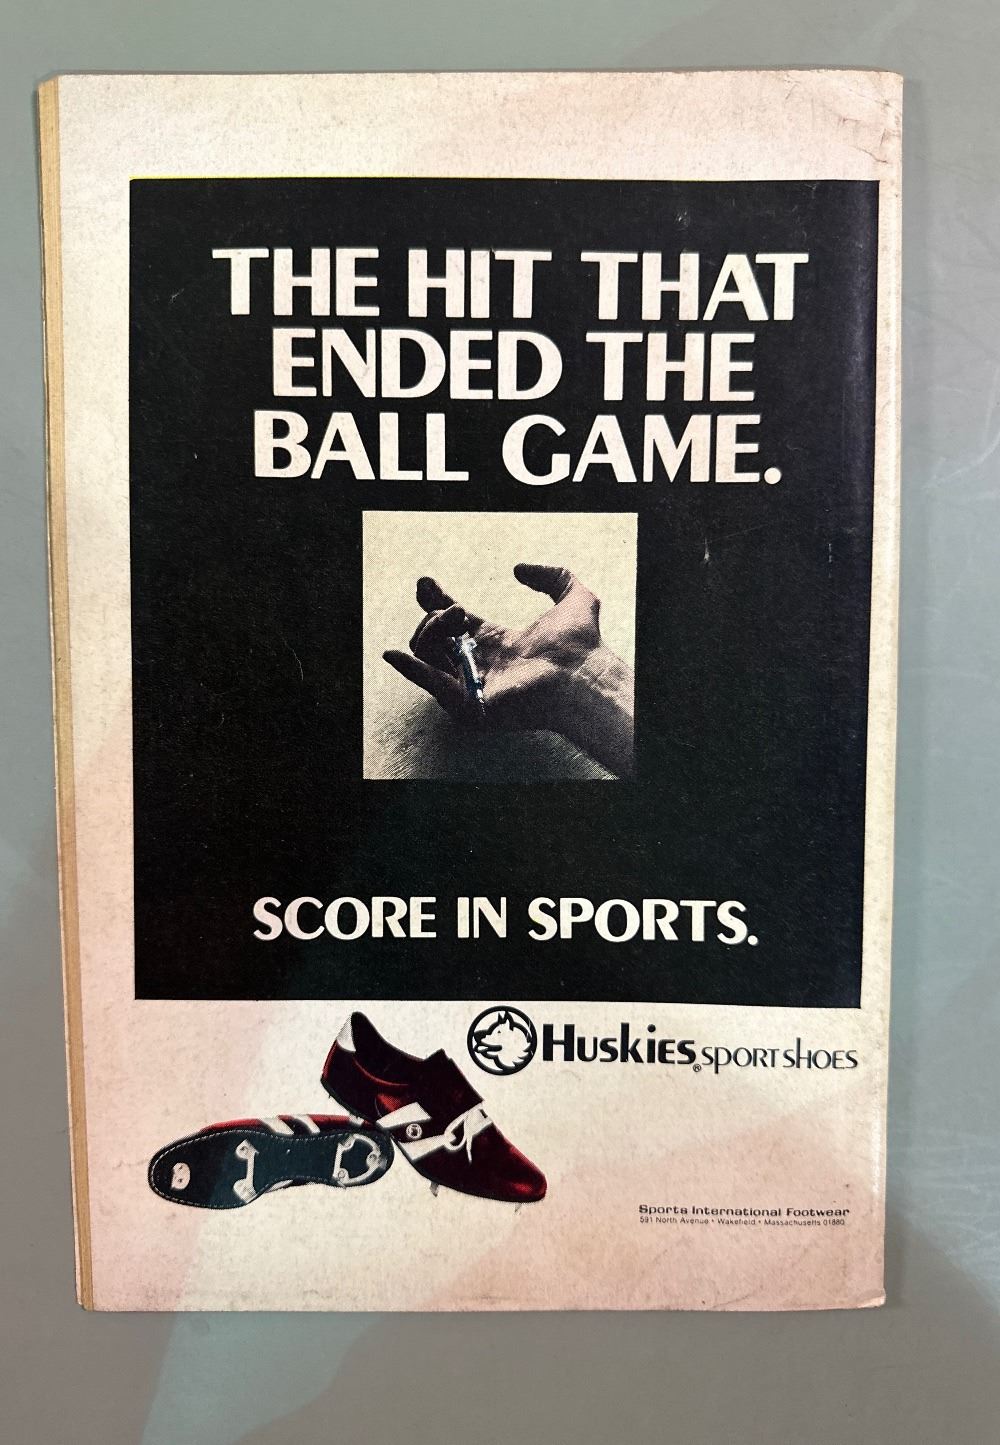 THE HIT THAT
ENDED THE
BALL GAME.
SCORE IN SPORTS.
Huskies® SPORT SHOES
Sports International Footwear
591 North Avenue • Wakefield • Massachusetts 01880